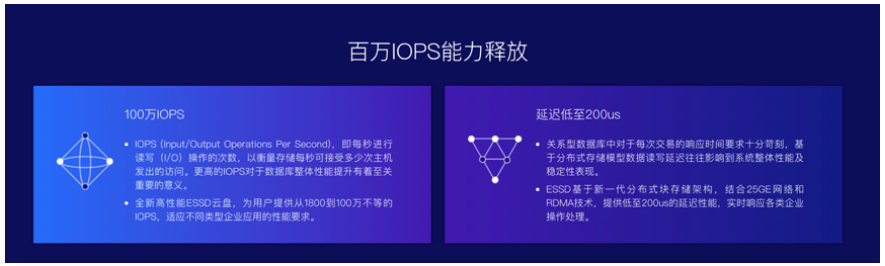 百万IOPS能力释放
100万IOPS
• IOPS (Input/Output Operations Per Second)，即每秒进行
读写（I/O）操作的次数，以衡量存储每秒可接受多少次主机
发出的访问。更高的IOPS对于数据库整体性能提升有着至关
重要的意义。
• 全新高性能ESSD云盘，为用户提供从1800到100万不等的
IOPS，适应不同类型企业应用的性能要求。
延迟低至200us
• 关系型数据库中对于每次交易的响应时间要求十分苛刻，基
于分布式存储模型数据读写延迟往往影响到系统整体性能及
稳定性表现。
• ESSD基于新一代分布式块存储架构，结合25GE网络和
RDMA技术，提供低至200us的延迟性能，实时响应各类企业
操作处理。